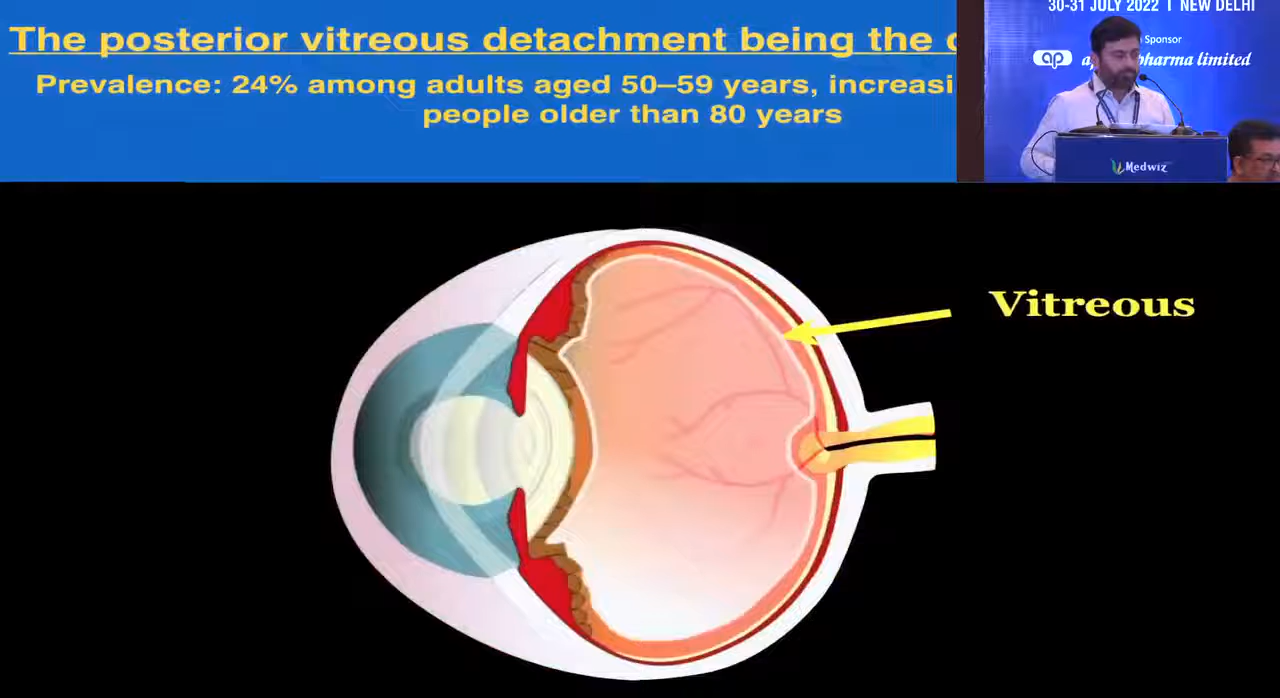 The posterior vitreous detachment being the
Prevalence: 24% among adults aged 50–59 years,
people older than 80 years
30-31 JULY 2022 I NEW DELHI
Sponsor
ap pharma limited
Medwiz
Vitreous